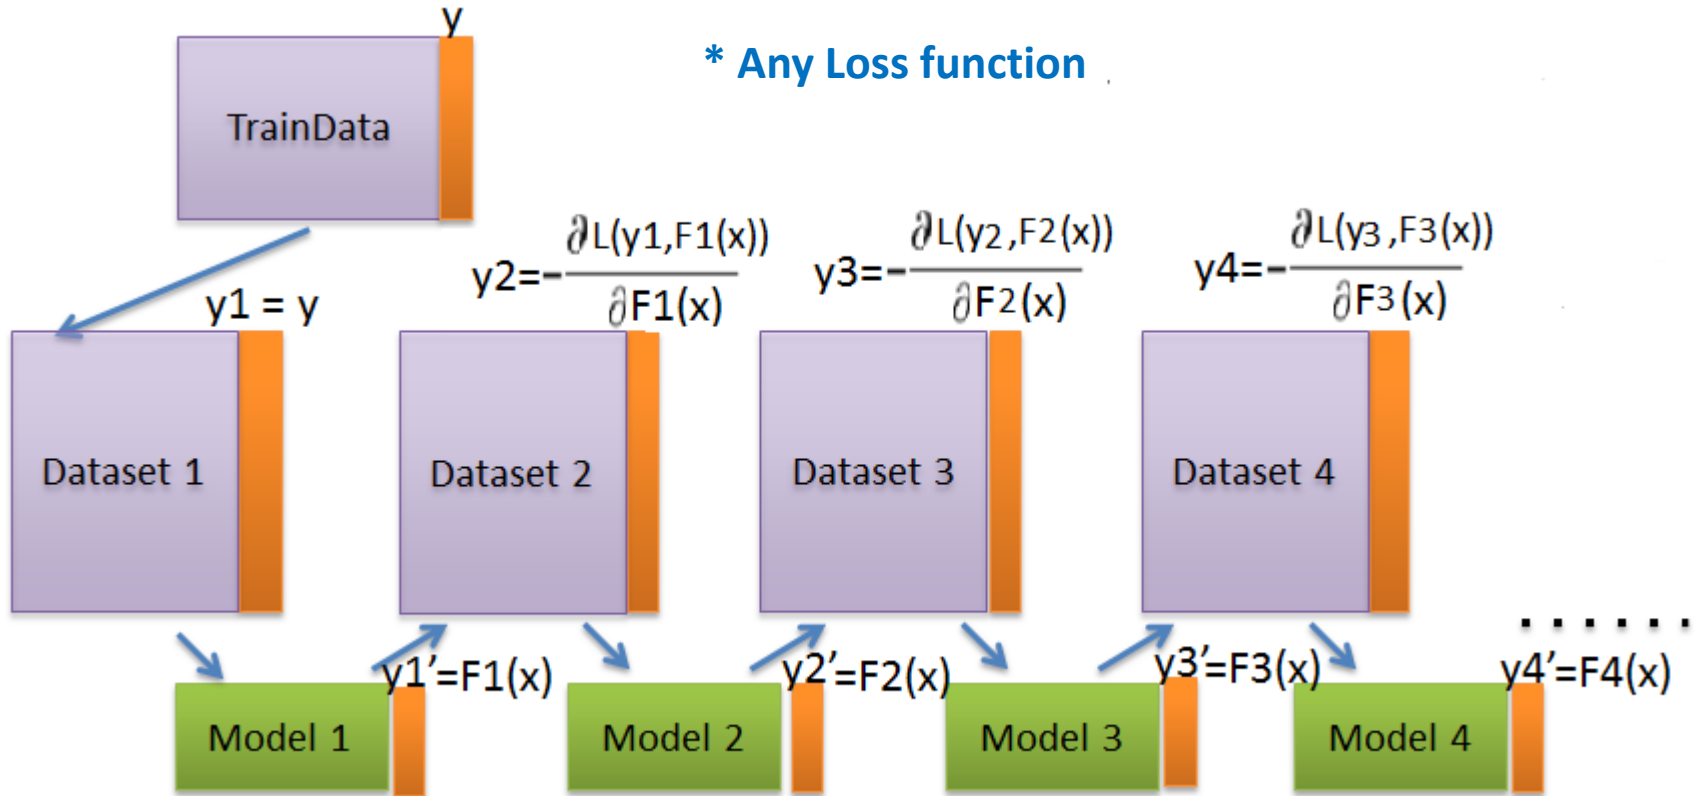 y
* Any Loss function
TrainData
y1 = y
y2=-∂L(y1,F1(x))/∂F1(x)
y3=-∂L(y2,F2(x))/∂F2(x)
y4=-∂L(y3,F3(x))/∂F3(x)
Dataset 1
Dataset 2
Dataset 3
Dataset 4
......
y1'=F1(x)
y2'=F2(x)
y3'=F3(x)
y4'=F4(x)
Model 1
Model 2
Model 3
Model 4